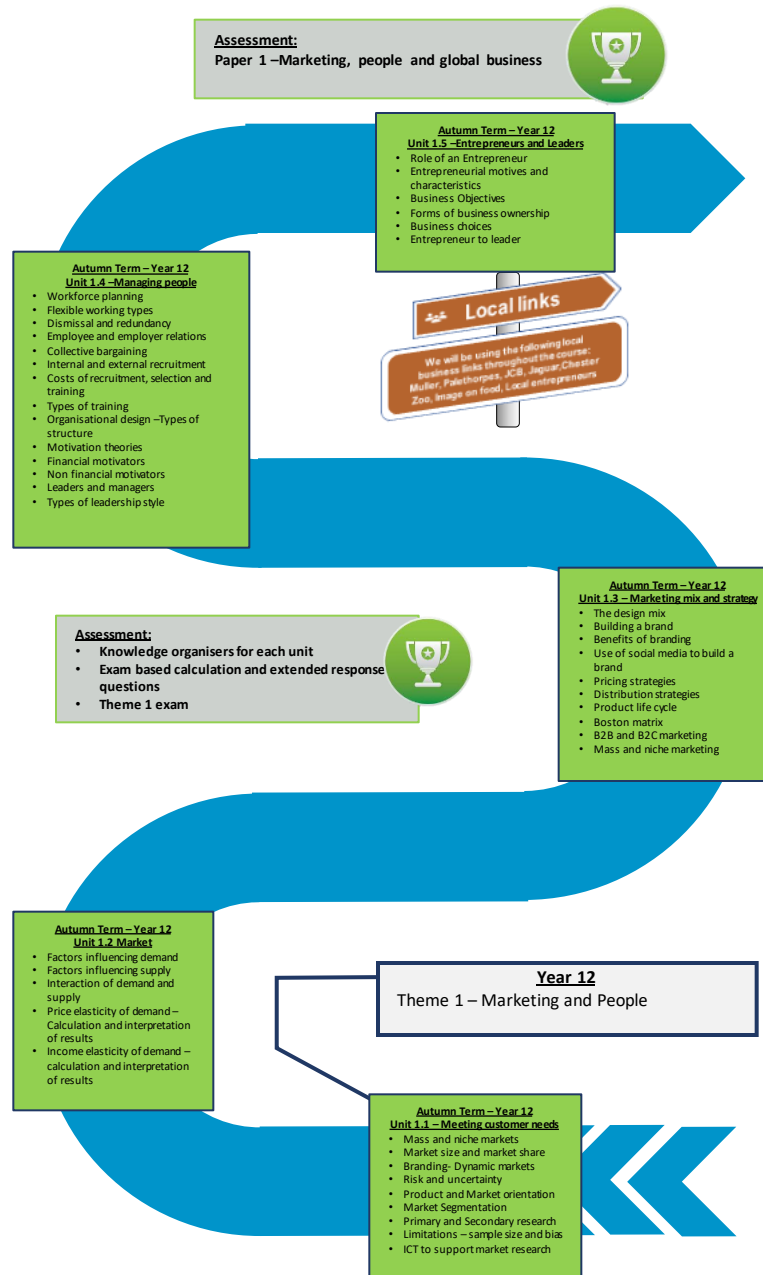 Assessment:
Paper 1 –Marketing, people and global business
Autumn Term – Year 12
Unit 1.5 –Entrepreneurs and Leaders
• Role of an Entrepreneur
• Entrepreneurial motives and
characteristics
• Business Objectives
• Forms of business ownership
• Business choices
• Entrepreneur to leader
Autumn Term – Year 12
Unit 1.4 –Managing people
• Workforce planning
• Flexible working types
• Dismissal and redundancy
• Employee and employer relations
• Collective bargaining
• Internal and external recruitment
• Costs of recruitment, selection and
training
• Types of training
• Organisational design –Types of
structure
• Motivation theories
• Financial motivators
• Non financial motivators
• Leaders and managers
• Types of leadership style
Local links
We will be using the following local
business links throughout the course:
Muller, Palethorpes, JCB, Jaguar,Chester
Zoo, Image on food, Local entrepreneurs
Autumn Term – Year 12
Unit 1.3 – Marketing mix and strategy
• The design mix
• Building a brand
• Benefits of branding
• Use of social media to build a
brand
• Pricing strategies
• Distribution strategies
• Product life cycle
• Boston matrix
• B2B and B2C marketing
• Mass and niche marketing
Assessment:
• Knowledge organisers for each unit
• Exam based calculation and extended response
questions
• Theme 1 exam
Autumn Term – Year 12
Unit 1.2 Market
• Factors influencing demand
• Factors influencing supply
• Interaction of demand and
supply
• Price elasticity of demand –
Calculation and interpretation
of results
• Income elasticity of demand –
calculation and interpretation
of results
Year 12
Theme 1 – Marketing and People
Autumn Term – Year 12
Unit 1.1 – Meeting customer needs
• Mass and niche markets
• Market size and market share
• Branding- Dynamic markets
• Risk and uncertainty
• Product and Market orientation
• Market Segmentation
• Primary and Secondary research
• Limitations – sample size and bias
• ICT to support market research